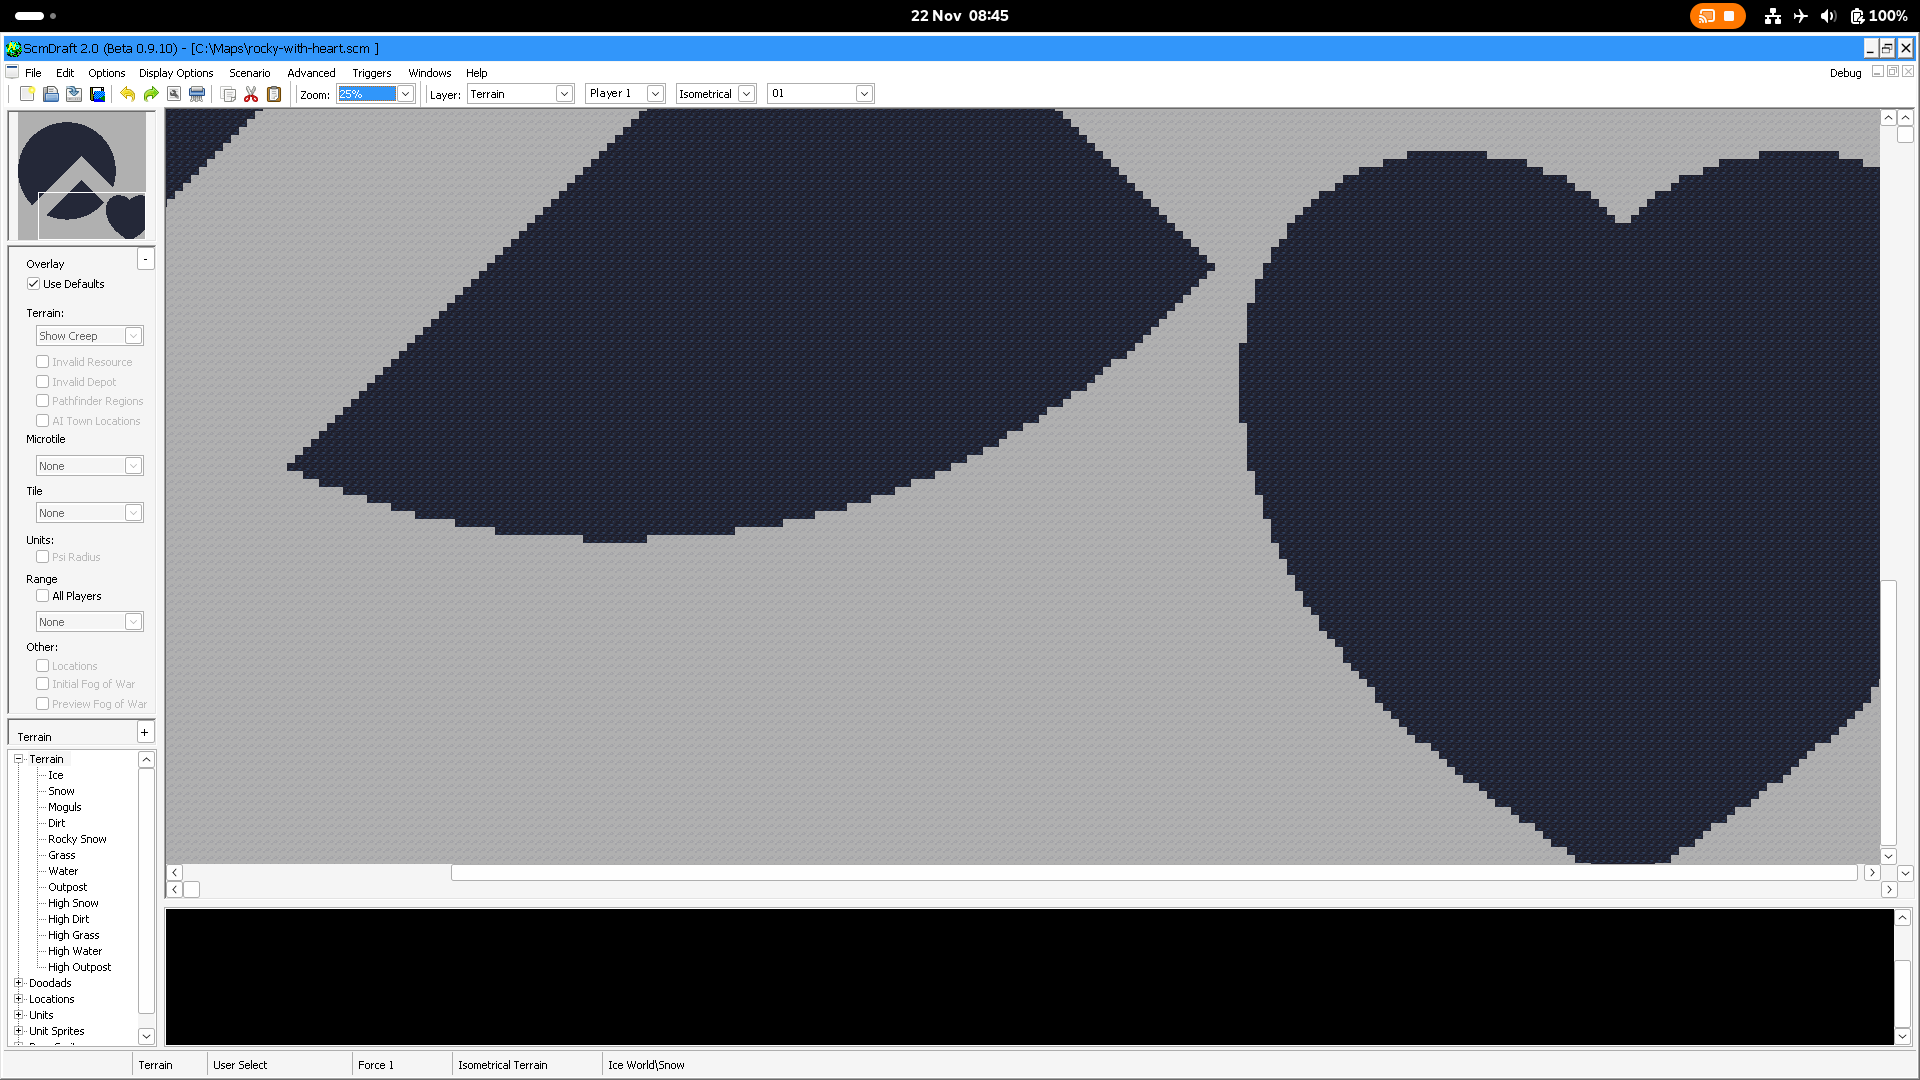 22 Nov 08:45
100%
ScmDraft 2.0 (Beta 0.9.10) - [C:\Maps\rocky-with-heart.scm ]
File Edit Options Display Options Scenario Advanced Triggers Windows Help Debug
Zoom: 25% Layer: Terrain Player 1 Isometrical 01
Overlay
-
Use Defaults
Terrain:
Show Creep
Invalid Resource
Invalid Depot
Pathfinder Regions
AI Town Locations
Microtile
None
Tile
None
Units:
Psi Radius
Range
All Players
None
Other:
Locations
Initial Fog of War
Preview Fog of War
Terrain
+
Terrain
Ice
Snow
Moguls
Dirt
Rocky Snow
Grass
Water
Outpost
High Snow
High Dirt
High Grass
High Water
High Outpost
Doodads
Locations
Units
Unit Sprites
Terrain User Select Force 1 Isometrical Terrain Ice World\Snow